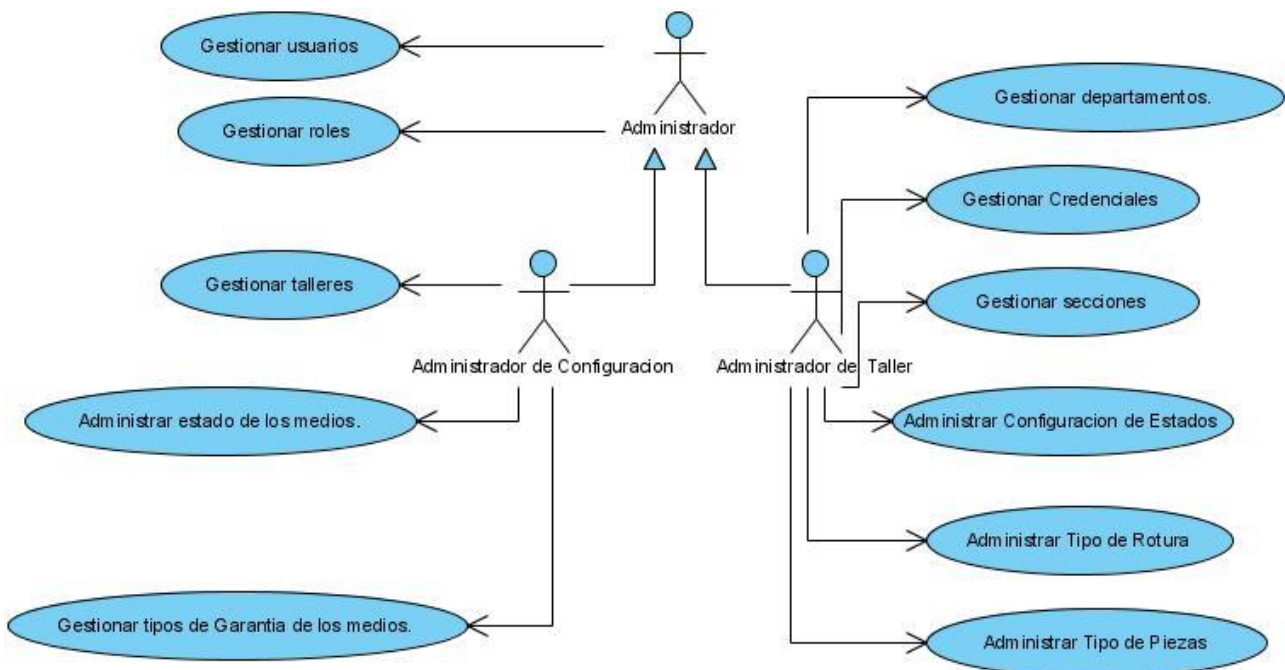 Gestionar usuarios
Gestionar roles
Administrador
Gestionar departamentos.
Gestionar Credenciales
Gestionar talleres
Gestionar secciones
Administrador de Configuracion
Administrador de Taller
Administrar estado de los medios.
Administrar Configuracion de Estados
Administrar Tipo de Rotura
Gestionar tipos de Garantia de los medios.
Administrar Tipo de Piezas